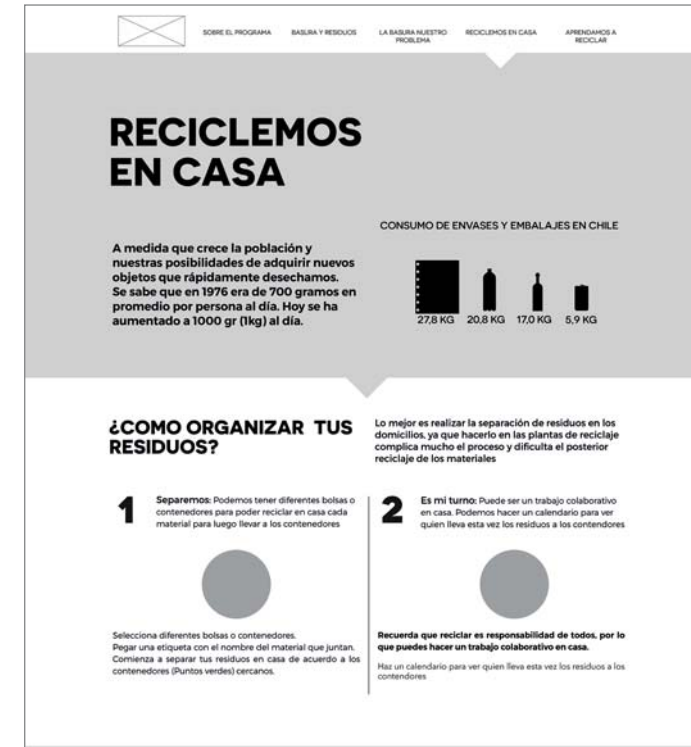 SOBRE EL PROGRAMA
BASURA Y RESIDUOS
LA BASURA NUESTRO
PROBLEMA
RECICLEMOS EN CASA
APRENDAMOS A
RECICLAR
RECICLEMOS
EN CASA
A medida que crece la población y
nuestras posibilidades de adquirir nuevos
objetos que rápidamente desechamos.
Se sabe que en 1976 era de 700 gramos en
promedio por persona al día. Hoy se ha
aumentado a 1000 gr (1kg) al día.
CONSUMO DE ENVASES Y EMBALAJES EN CHILE
27,8 KG 20,8 KG 17,0 KG 5,9 KG
¿COMO ORGANIZAR TUS
RESIDUOS?
Lo mejor es realizar la separación de residuos en los
domicilios, ya que hacerlo en las plantas de reciclaje
complica mucho el proceso y dificulta el posterior
reciclaje de los materiales
1
Separemos: Podemos tener diferentes bolsas o
contenedores para poder reciclar en casa cada
material para luego llevar a los contenedores
Selecciona diferentes bolsas o contenedores.
Pegar una etiqueta con el nombre del material que juntan.
Comienza a separar tus residuos en casa de acuerdo a los
contenedores (Puntos verdes) cercanos.
2
Es mi turno: Puede ser un trabajo colaborativo
en casa. Podemos hacer un calendario para ver
quien lleva esta vez los residuos a los contendores
Recuerda que reciclar es responsabilidad de todos, por lo
que puedes hacer un trabajo colaborativo en casa.
Haz un calendario para ver quien lleva esta vez los residuos a los
contendores